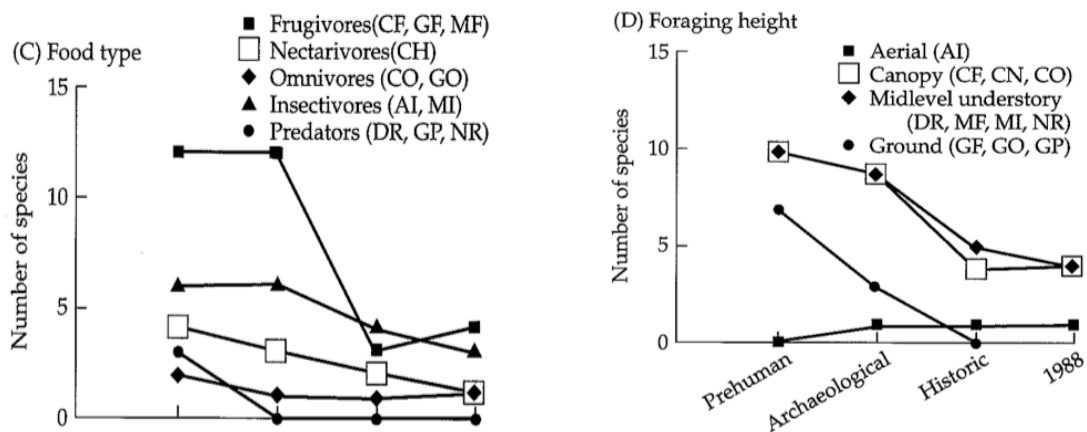 (C) Food type
Frugivores(CF, GF, MF)
Nectarivores(CH)
Omnivores (CO, GO)
Insectivores (AI, MI)
Predators (DR, GP, NR)
15
10
5
0
Number of species
(D) Foraging height
Aerial (AI)
Canopy (CF, CN, CO)
Midlevel understory
(DR, MF, MI, NR)
Ground (GF, GO, GP)
15
10
5
0
Number of species
Prehuman
Archaeological
Historic
1988